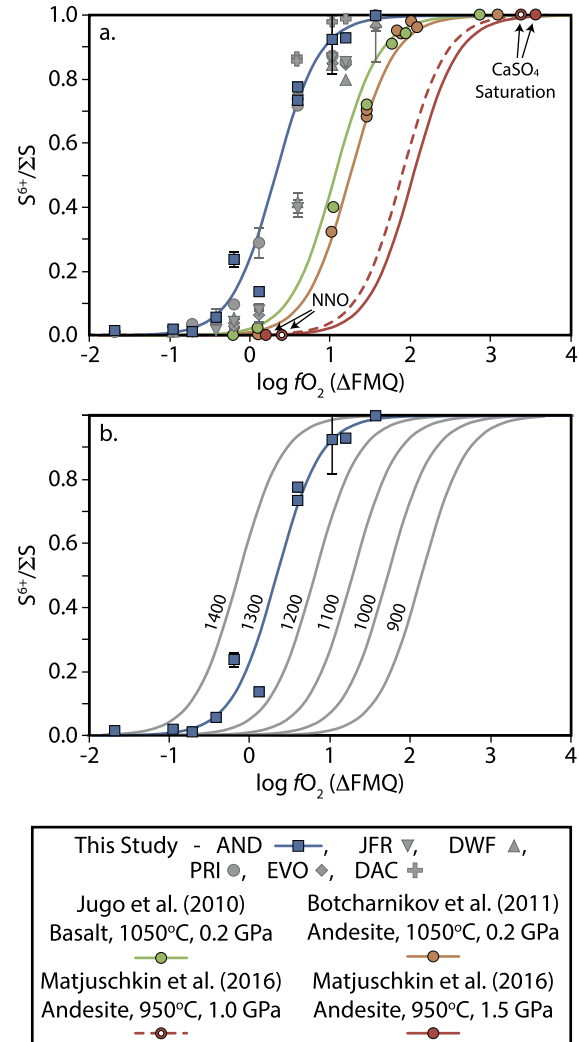 a.
1.0
0.8
0.6
0.4
0.2
0.0
S⁶⁺/ΣS
CaSO₄
Saturation
NNO
-2 -1 0 1 2 3 4
log fO₂ (ΔFMQ)
b.
0.8
0.6
0.4
0.2
0.0
S⁶⁺/ΣS
1400
1300
1200
1100
1000
900
-2 -1 0 1 2 3 4
log fO₂ (ΔFMQ)
This Study - AND , JFR , DWF ,
PRI , EVO , DAC
Jugo et al. (2010)
Basalt, 1050ºC, 0.2 GPa
Botcharnikov et al. (2011)
Andesite, 1050ºC, 0.2 GPa
Matjuschkin et al. (2016)
Andesite, 950ºC, 1.0 GPa
Matjuschkin et al. (2016)
Andesite, 950ºC, 1.5 GPa